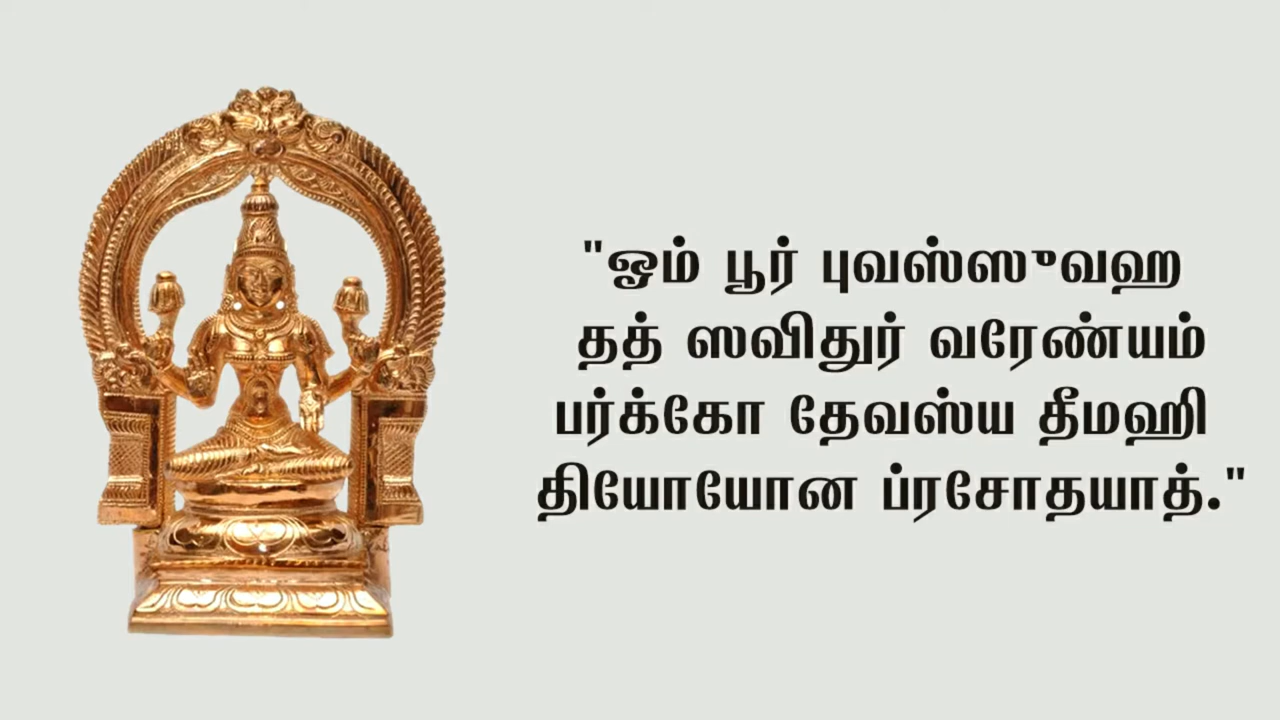 "ஓம் பூர் புவஸ்ஸுவஹ
தத் ஸவிதுர் வரேண்யம்
பர்க்கோ தேவஸ்ய தீமஹி
தியோயோன ப்ரசோதயாத்."